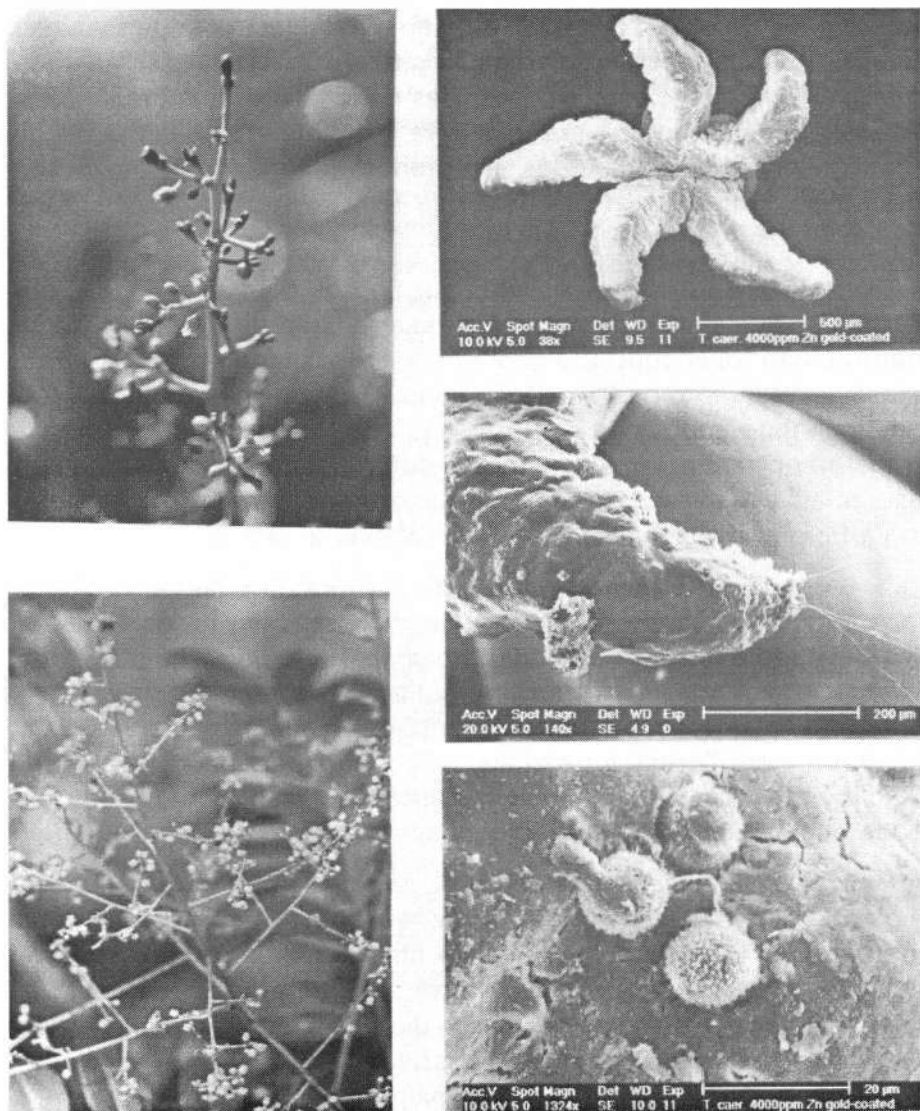 Acc.V Spot Magn Det WD Exp 500 µm
10.0 kV 5.0 38x SE 9.5 11 T caer. 4000ppm Zn gold-coated
Acc.V Spot Magn Det WD Exp 200 µm
20.0 kV 5.0 140x SE 4.9 0
Acc.V Spot Magn Det WD Exp 20 µm
10.0 kV 5.0 1324x SE 10.0 11 T caer. 4000ppm Zn gold-coated